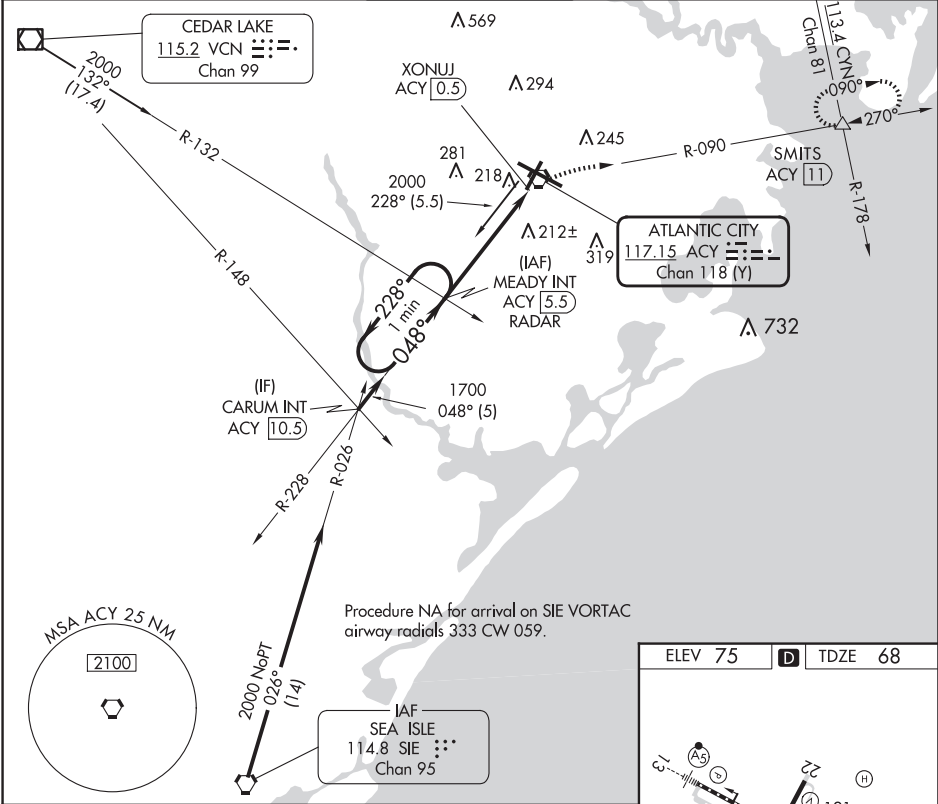 CEDAR LAKE
115.2 VCN
Chan 99
2000
132°
(17.4)
R-132
R-148
569
XONUJ
ACY 0.5
294
245
281
218
2000
228° (5.5)
212±
319
113.4 CYN
Chan 81
090°
270°
R-090
SMITS
ACY 11
R-178
ATLANTIC CITY
117.15 ACY
Chan 118 (Y)
732
(IAF)
MEADY INT
ACY 5.5
RADAR
228°
1 min
048°
(IF)
CARUM INT
ACY 10.5
1700
048° (5)
R-228
R-026
2000 NoPT
026°
(14)
Procedure NA for arrival on SIE VORTAC
airway radials 333 CW 059.
MSA ACY 25 NM
2100
IAF
SEA ISLE
114.8 SIE
Chan 95
ELEV 75 D TDZE 68
A5
13
P
22
H